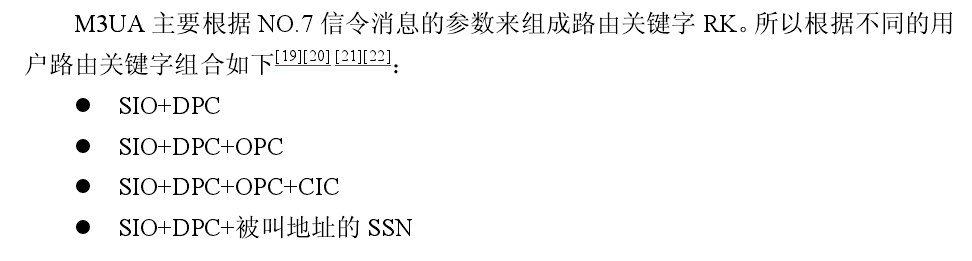 M3UA 主要根据 NO.7 信令消息的参数来组成路由关键字 RK。所以根据不同的用
户路由关键字组合如下[19][20] [21][22]：
● SIO+DPC
● SIO+DPC+OPC
● SIO+DPC+OPC+CIC
● SIO+DPC+被叫地址的 SSN